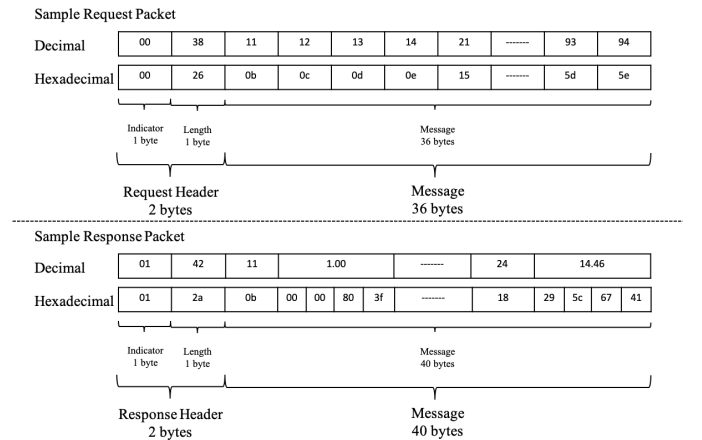 Sample Request Packet
Decimal 00 38 11 12 13 14 21 ------- 93 94
Hexadecimal 00 26 0b 0c 0d 0e 15 ------- 5d 5e
Indicator Length Message
1 byte 1 byte 36 bytes
Request Header Message
2 bytes 36 bytes
Sample Response Packet
Decimal 01 42 11 1.00 ------- 24 14.46
Hexadecimal 01 2a 0b 00 00 80 3f ------- 18 29 5c 67 41
Indicator Length Message
1 byte 1 byte 40 bytes
Response Header Message
2 bytes 40 bytes